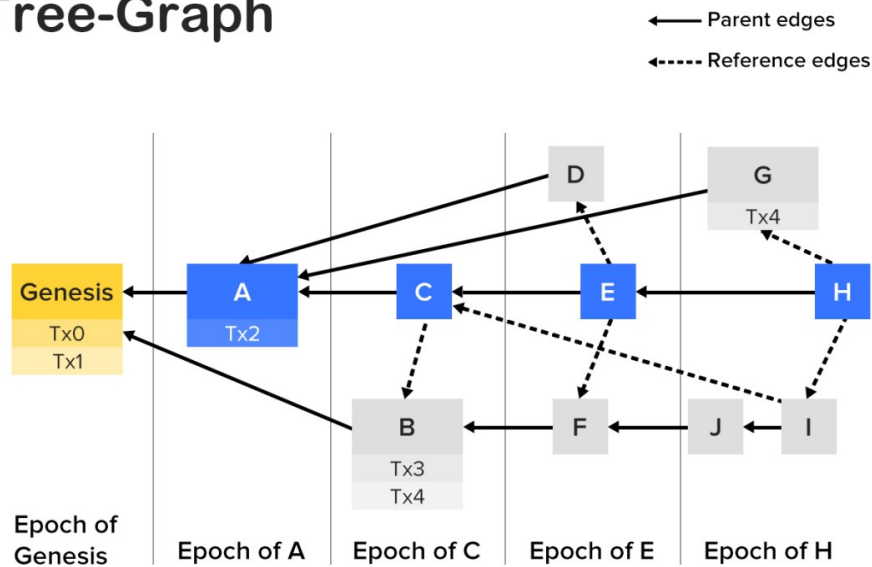 ree-Graph
Parent edges
Reference edges
D
G
Tx4
Genesis
A
C
E
H
Tx0
Tx2
Tx1
B
F
J
I
Tx3
Tx4
Epoch of
Genesis
Epoch of A
Epoch of C
Epoch of E
Epoch of H